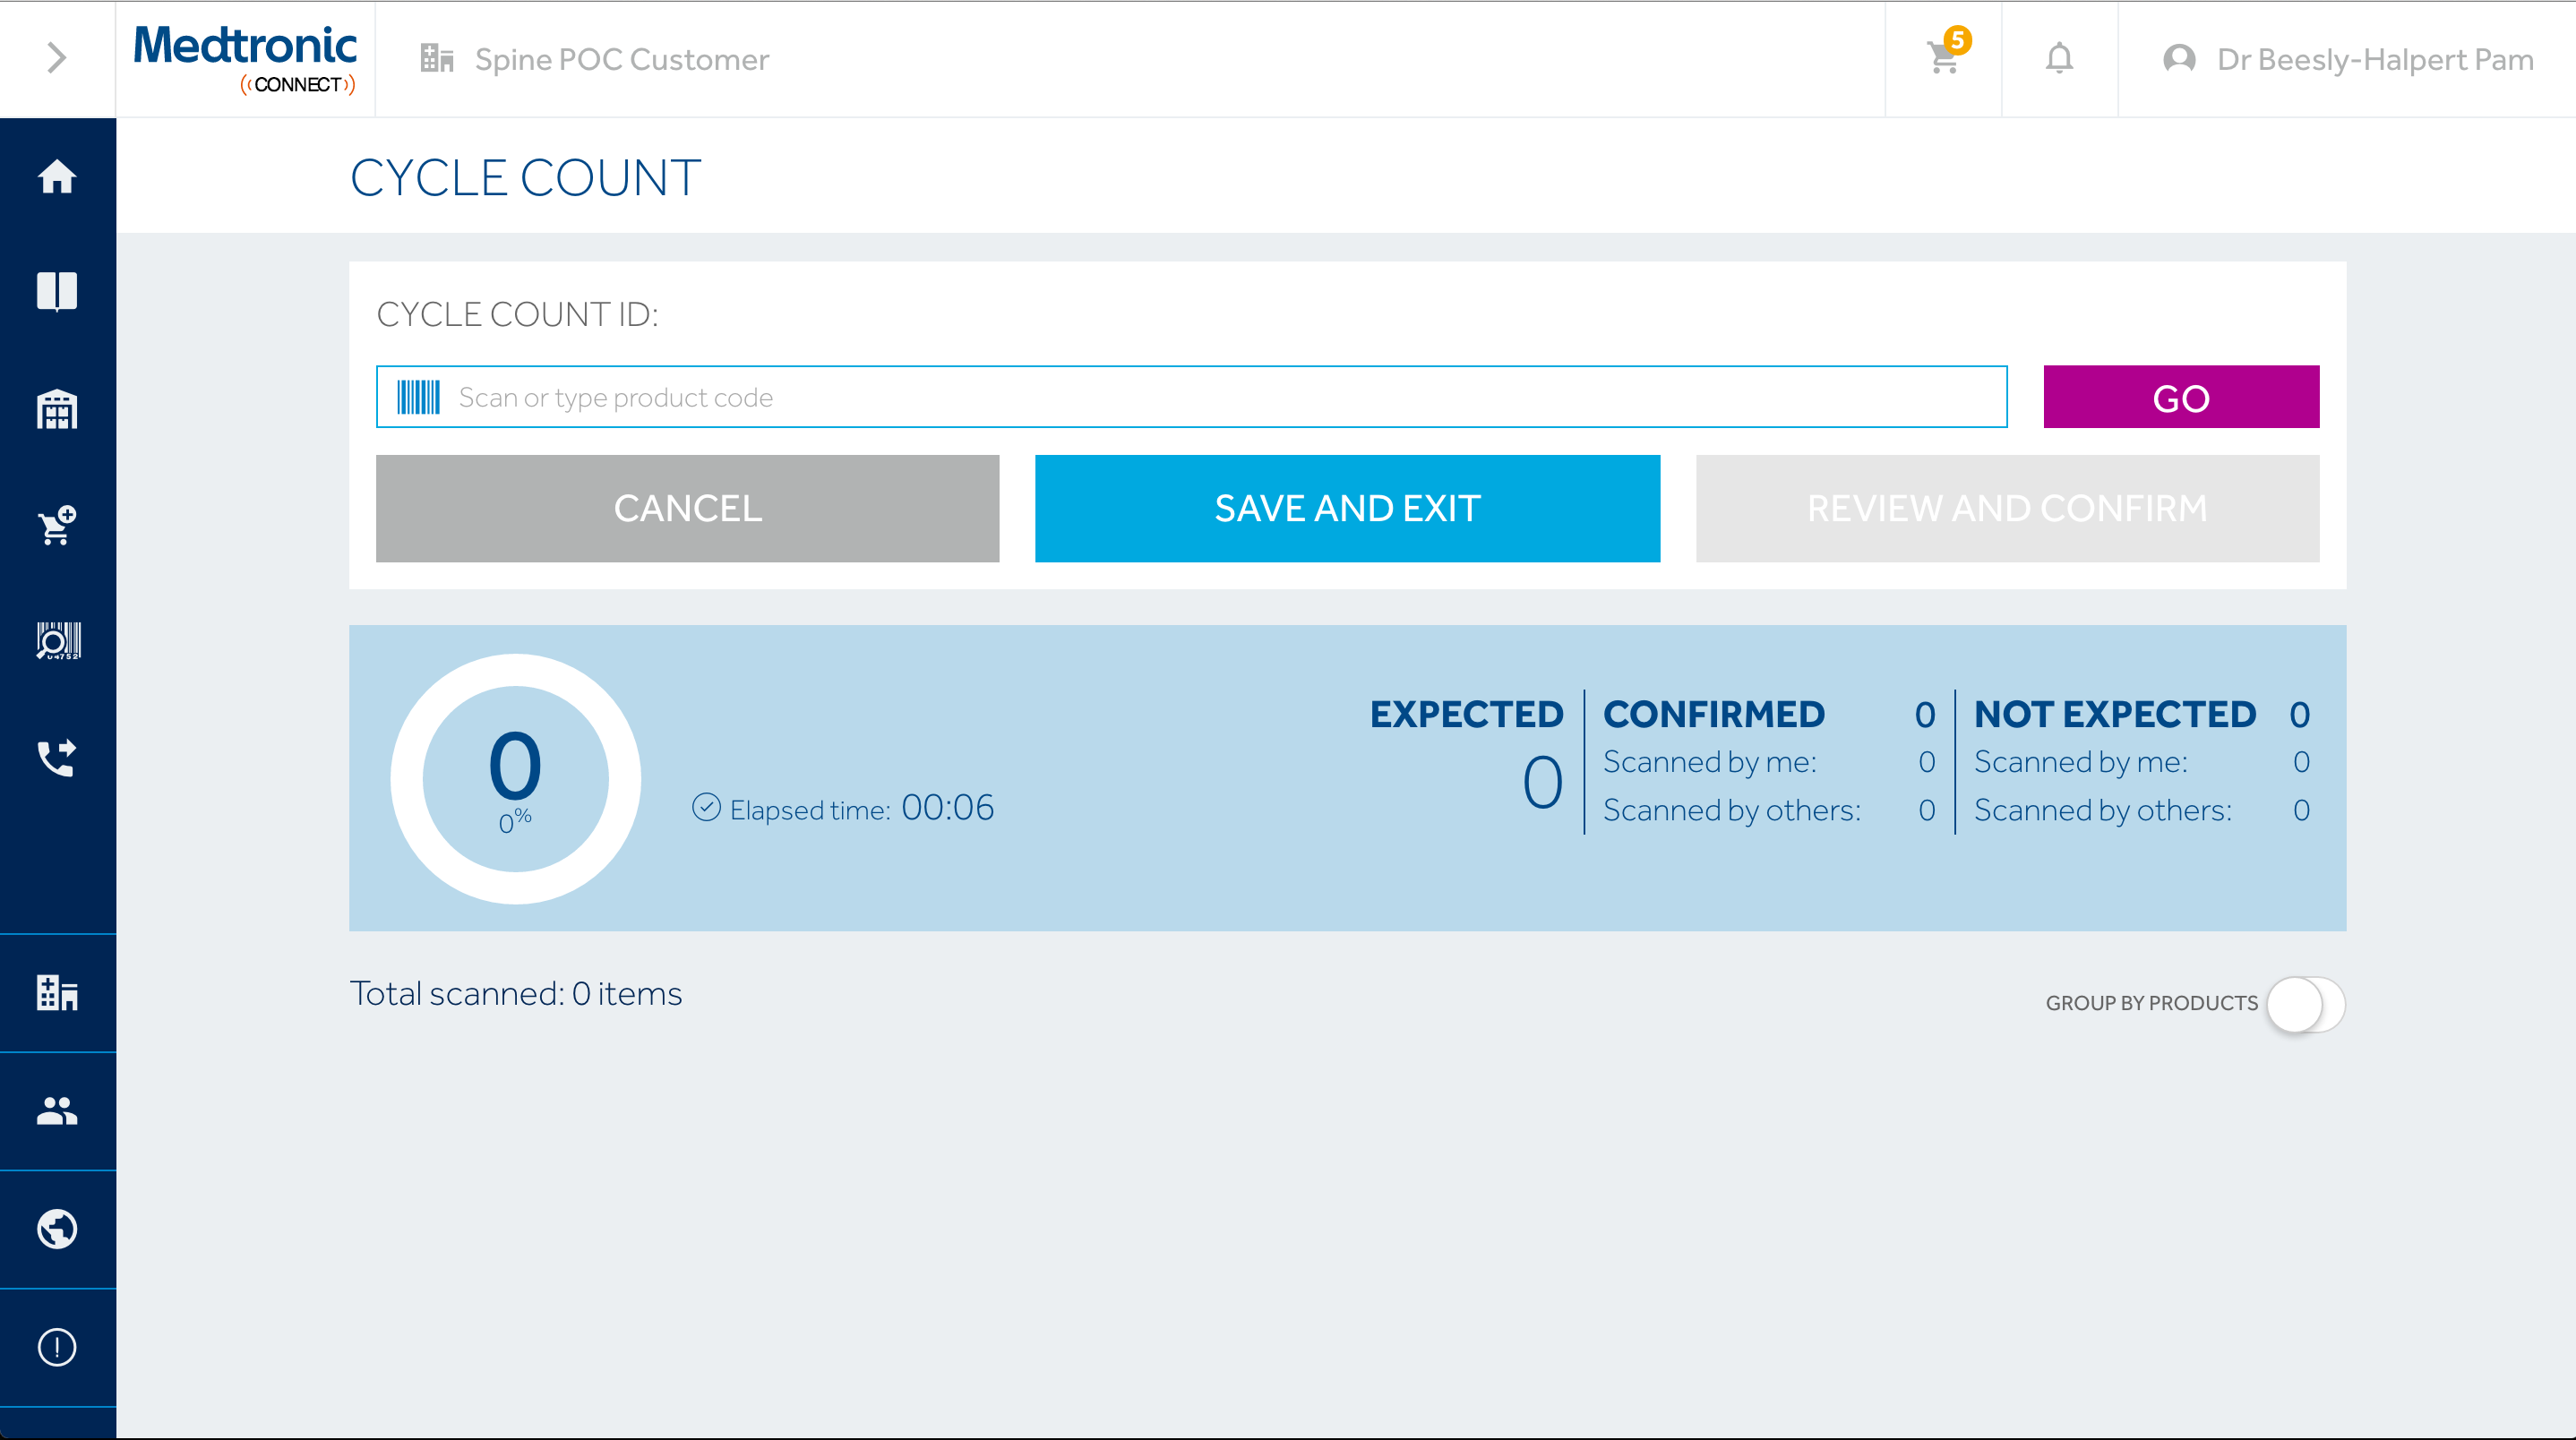 Medtronic
CONNECT
Spine POC Customer
5
Dr Beesly-Halpert Pam
CYCLE COUNT
CYCLE COUNT ID:
Scan or type product code
GO
CANCEL
SAVE AND EXIT
REVIEW AND CONFIRM
04752
0
0%
Elapsed time: 00:06
EXPECTED
0
CONFIRMED 0
Scanned by me: 0
Scanned by others: 0
NOT EXPECTED 0
Scanned by me: 0
Scanned by others: 0
Total scanned: 0 items
GROUP BY PRODUCTS